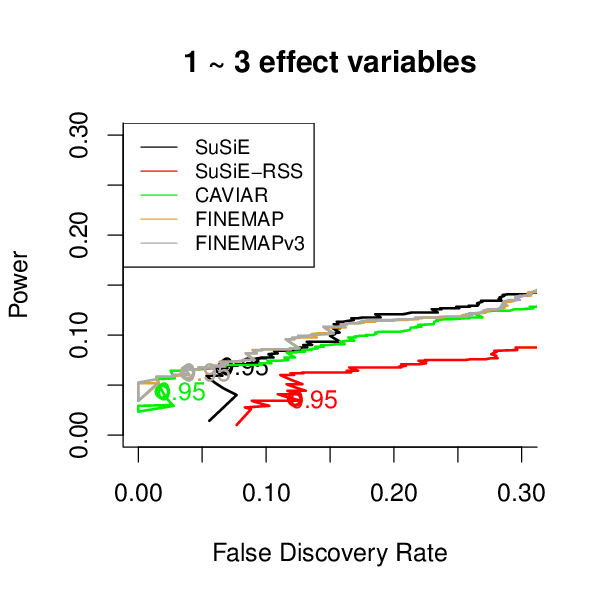 1 ~ 3 effect variables
SuSiE
SuSiE−RSS
CAVIAR
FINEMAP
FINEMAPv3
Power
0.00
0.10
0.20
0.30
0.95
0.95
0.95
0.00
0.10
0.20
0.30
False Discovery Rate